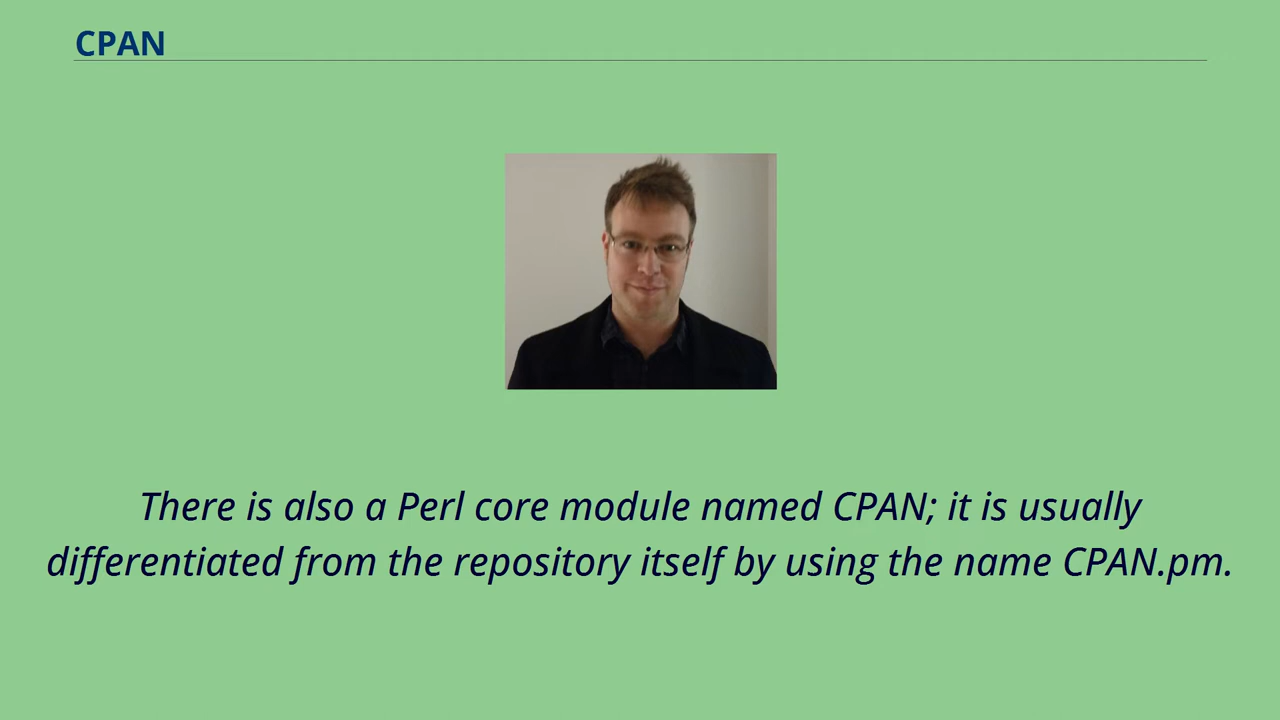 CPAN
There is also a Perl core module named CPAN; it is usually
differentiated from the repository itself by using the name CPAN.pm.